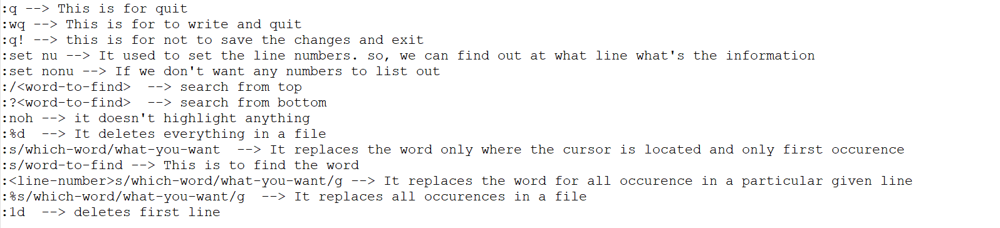 :q --> This is for quit
:wq --> This is for to write and quit
:q! --> this is for not to save the changes and exit
:set nu --> It used to set the line numbers. so, we can find out at what line what's the information
:set nonu --> If we don't want any numbers to list out
:/<word-to-find>  --> search from top
:?<word-to-find>  --> search from bottom
:noh --> it doesn't highlight anything
:%d  --> It deletes everything in a file
:s/which-word/what-you-want  --> It replaces the word only where the cursor is located and only first occurence
:s/word-to-find --> This is to find the word
:<line-number>s/which-word/what-you-want/g --> It replaces the word for all occurence in a particular given line
:%s/which-word/what-you-want/g  --> It replaces all occurences in a file
:1d  --> deletes first line